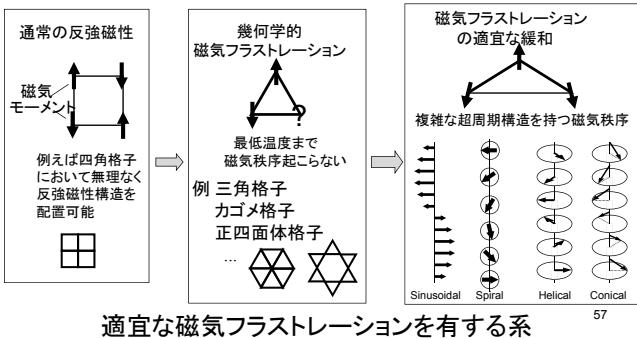 通常の反強磁性
磁気
モーメント
例えば四角格子
において無理なく
反強磁性構造を
配置可能
幾何学的
磁気フラストレーション
?
最低温度まで
磁気秩序起こらない
例 三角格子
カゴメ格子
正四面体格子
...
磁気フラストレーション
の適宜な緩和
複雑な超周期構造を持つ磁気秩序
Sinusoidal Spiral Helical Conical
適宜な磁気フラストレーションを有する系
57